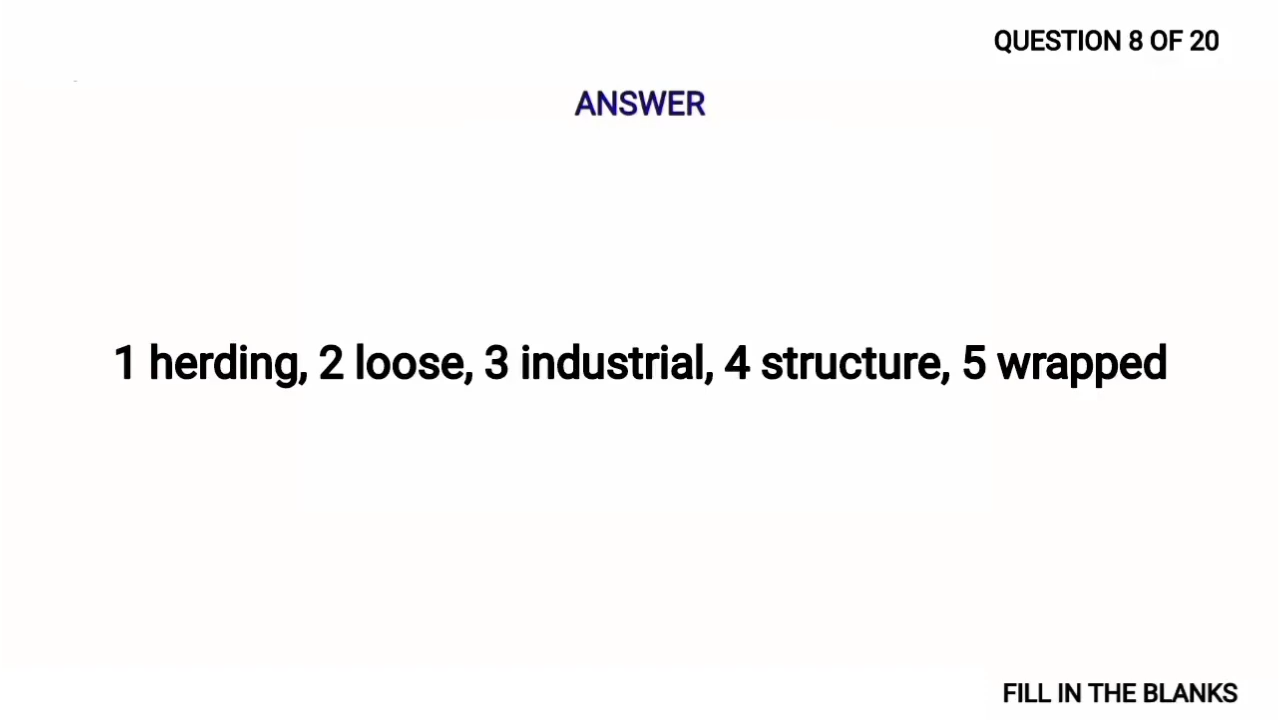 QUESTION 8 OF 20
ANSWER
1 herding, 2 loose, 3 industrial, 4 structure, 5 wrapped
FILL IN THE BLANKS